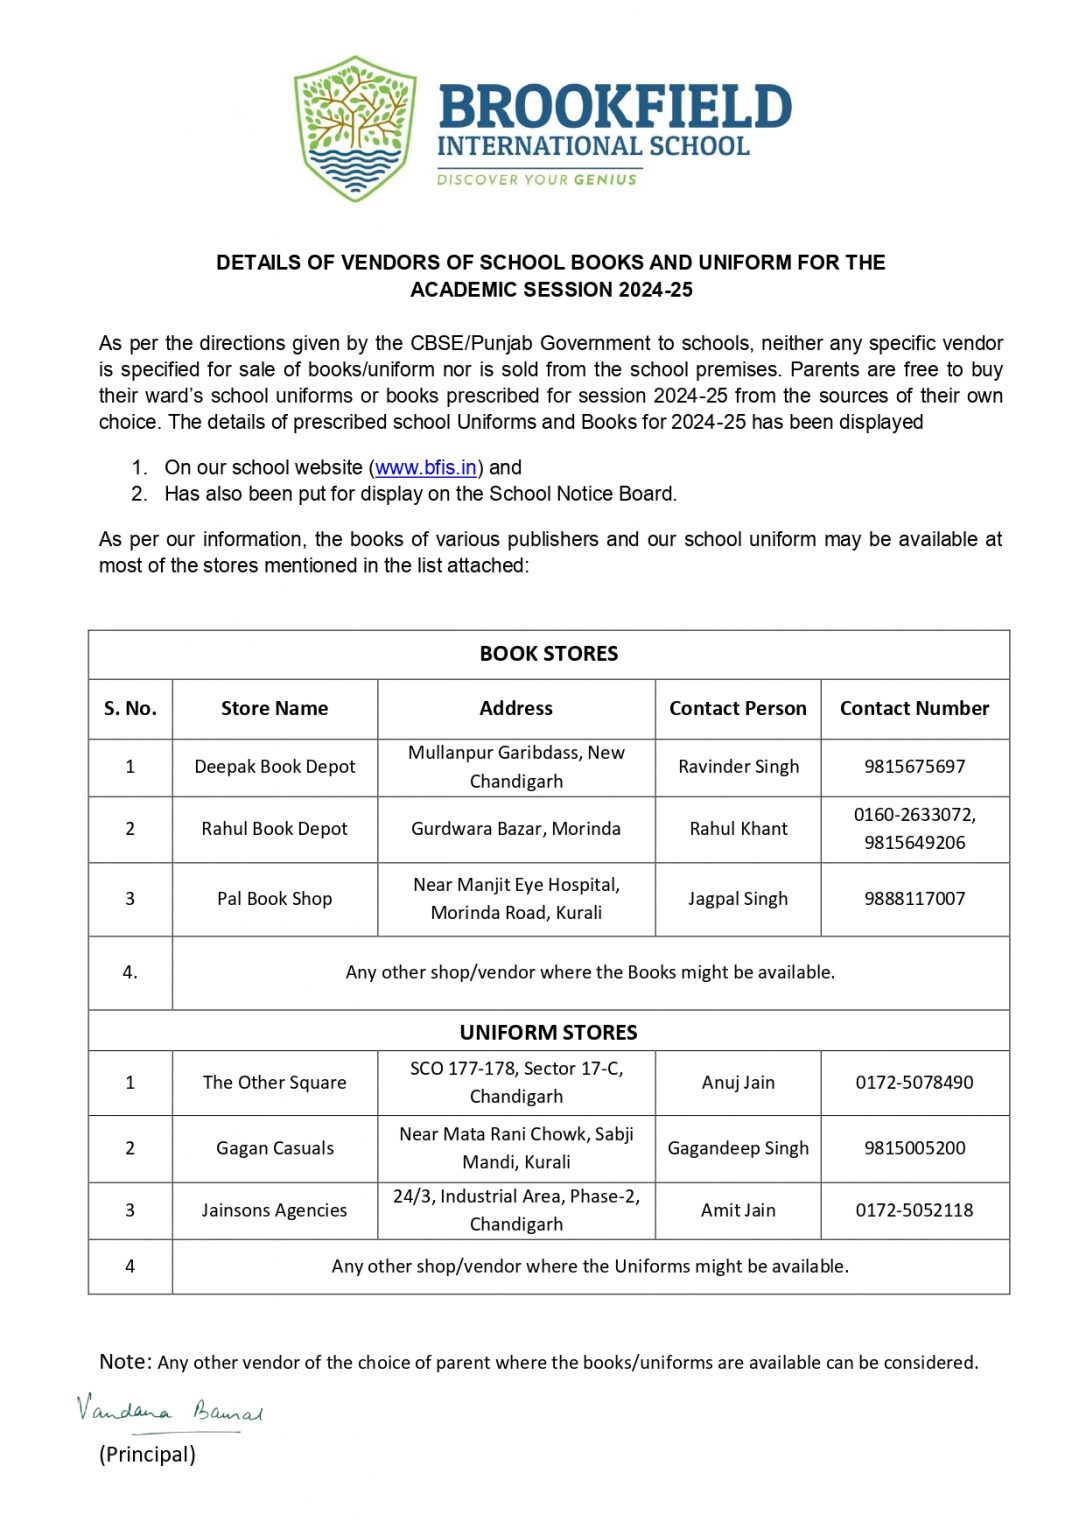 BROOKFIELD
INTERNATIONAL SCHOOL
DISCOVER YOUR GENIUS
DETAILS OF VENDORS OF SCHOOL BOOKS AND UNIFORM FOR THE
ACADEMIC SESSION 2024-25
As per the directions given by the CBSE/Punjab Government to schools, neither any specific vendor
is specified for sale of books/uniform nor is sold from the school premises. Parents are free to buy
their ward's school uniforms or books prescribed for session 2024-25 from the sources of their own
choice. The details of prescribed school Uniforms and Books for 2024-25 has been displayed
1. On our school website (www.bfis.in) and
2. Has also been put for display on the School Notice Board.
As per our information, the books of various publishers and our school uniform may be available at
most of the stores mentioned in the list attached:
BOOK STORES
S. No. Store Name Address Contact Person Contact Number
1 Deepak Book Depot Mullanpur Garibdass, New Chandigarh Ravinder Singh 9815675697
2 Rahul Book Depot Gurdwara Bazar, Morinda Rahul Khant 0160-2633072, 9815649206
3 Pal Book Shop Near Manjit Eye Hospital, Morinda Road, Kurali Jagpal Singh 9888117007
4. Any other shop/vendor where the Books might be available.
UNIFORM STORES
1 The Other Square SCO 177-178, Sector 17-C, Chandigarh Anuj Jain 0172-5078490
2 Gagan Casuals Near Mata Rani Chowk, Sabji Mandi, Kurali Gagandeep Singh 9815005200
3 Jainsons Agencies 24/3, Industrial Area, Phase-2, Chandigarh Amit Jain 0172-5052118
4 Any other shop/vendor where the Uniforms might be available.
Note: Any other vendor of the choice of parent where the books/uniforms are available can be considered.
Vandana
(Principal)